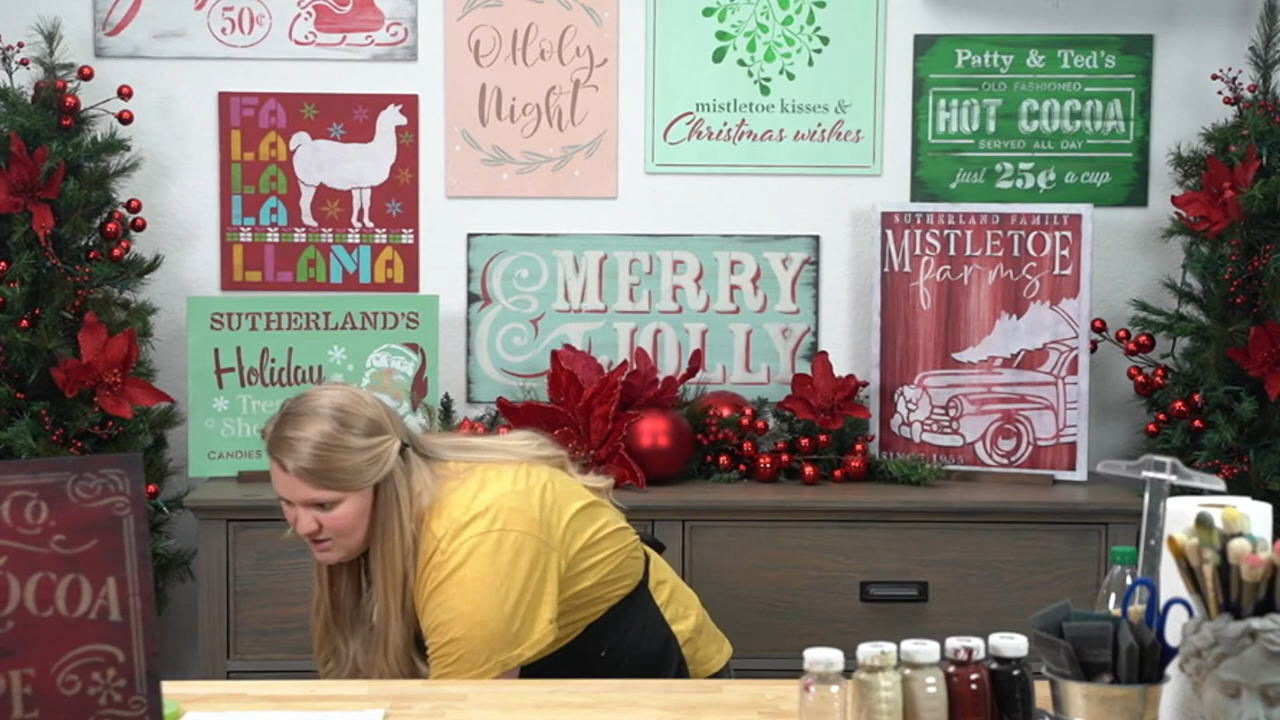 50¢
O Holy
Night
mistletoe kisses &
Christmas wishes
Patty & Ted's
OLD FASHIONED
HOT COCOA
SERVED ALL DAY
just 25¢ a cup
FA
LA
LA
LA
LLAMA
MERRY
& JOLLY
SUTHERLAND FAMILY
MISTLETOE
farms
SINCE 1955
SUTHERLAND'S
Holiday
CANDIES
Co.
COCOA